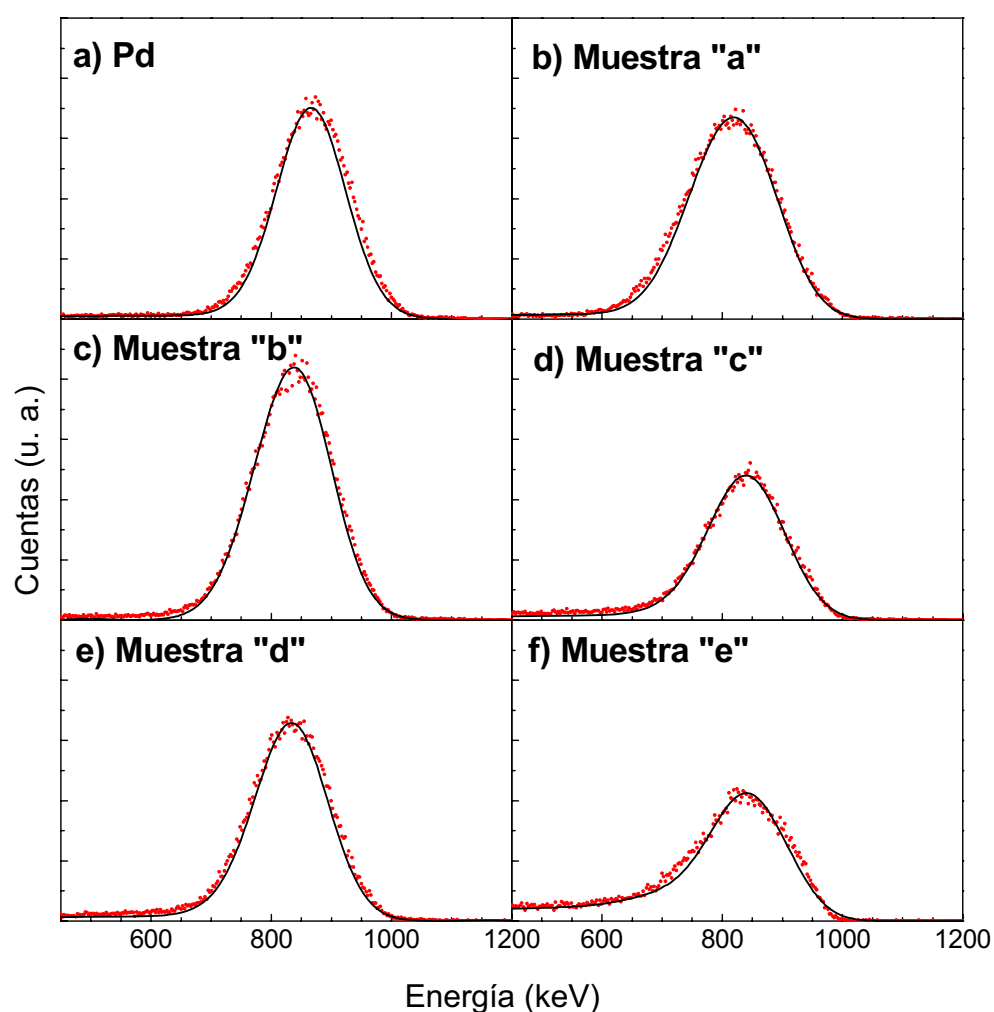 a) Pd
b) Muestra "a"
c) Muestra "b"
d) Muestra "c"
e) Muestra "d"
f) Muestra "e"
Cuentas (u. a.)
600 800 1000 1200 600 800 1000 1200
Energía (keV)